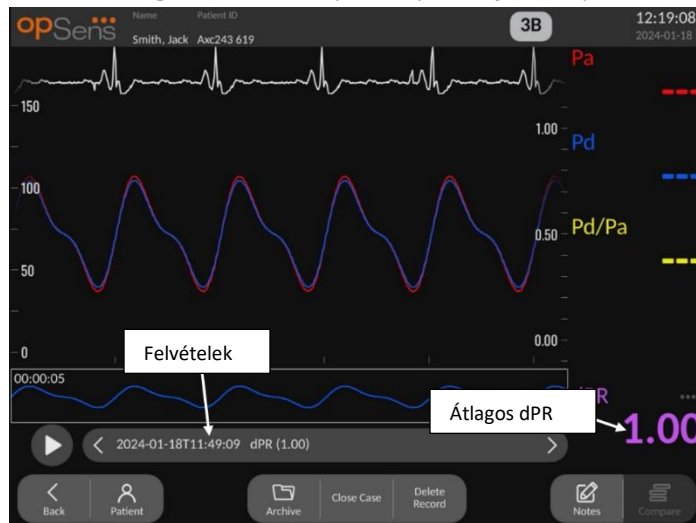 opSens
Name Patient ID
Smith, Jack Axc243 619
3B
12:19:08
2024-01-18
Pa
150
1.00
Pd
100
0.50
Pd/Pa
50
0.00
0
Felvételek
00:00:05
Átlagos dPR
1.00
2024-01-18T11:49:09 dPR (1.00)
Back
Patient
Archive
Close Case
Delete
Record
Notes
Compare